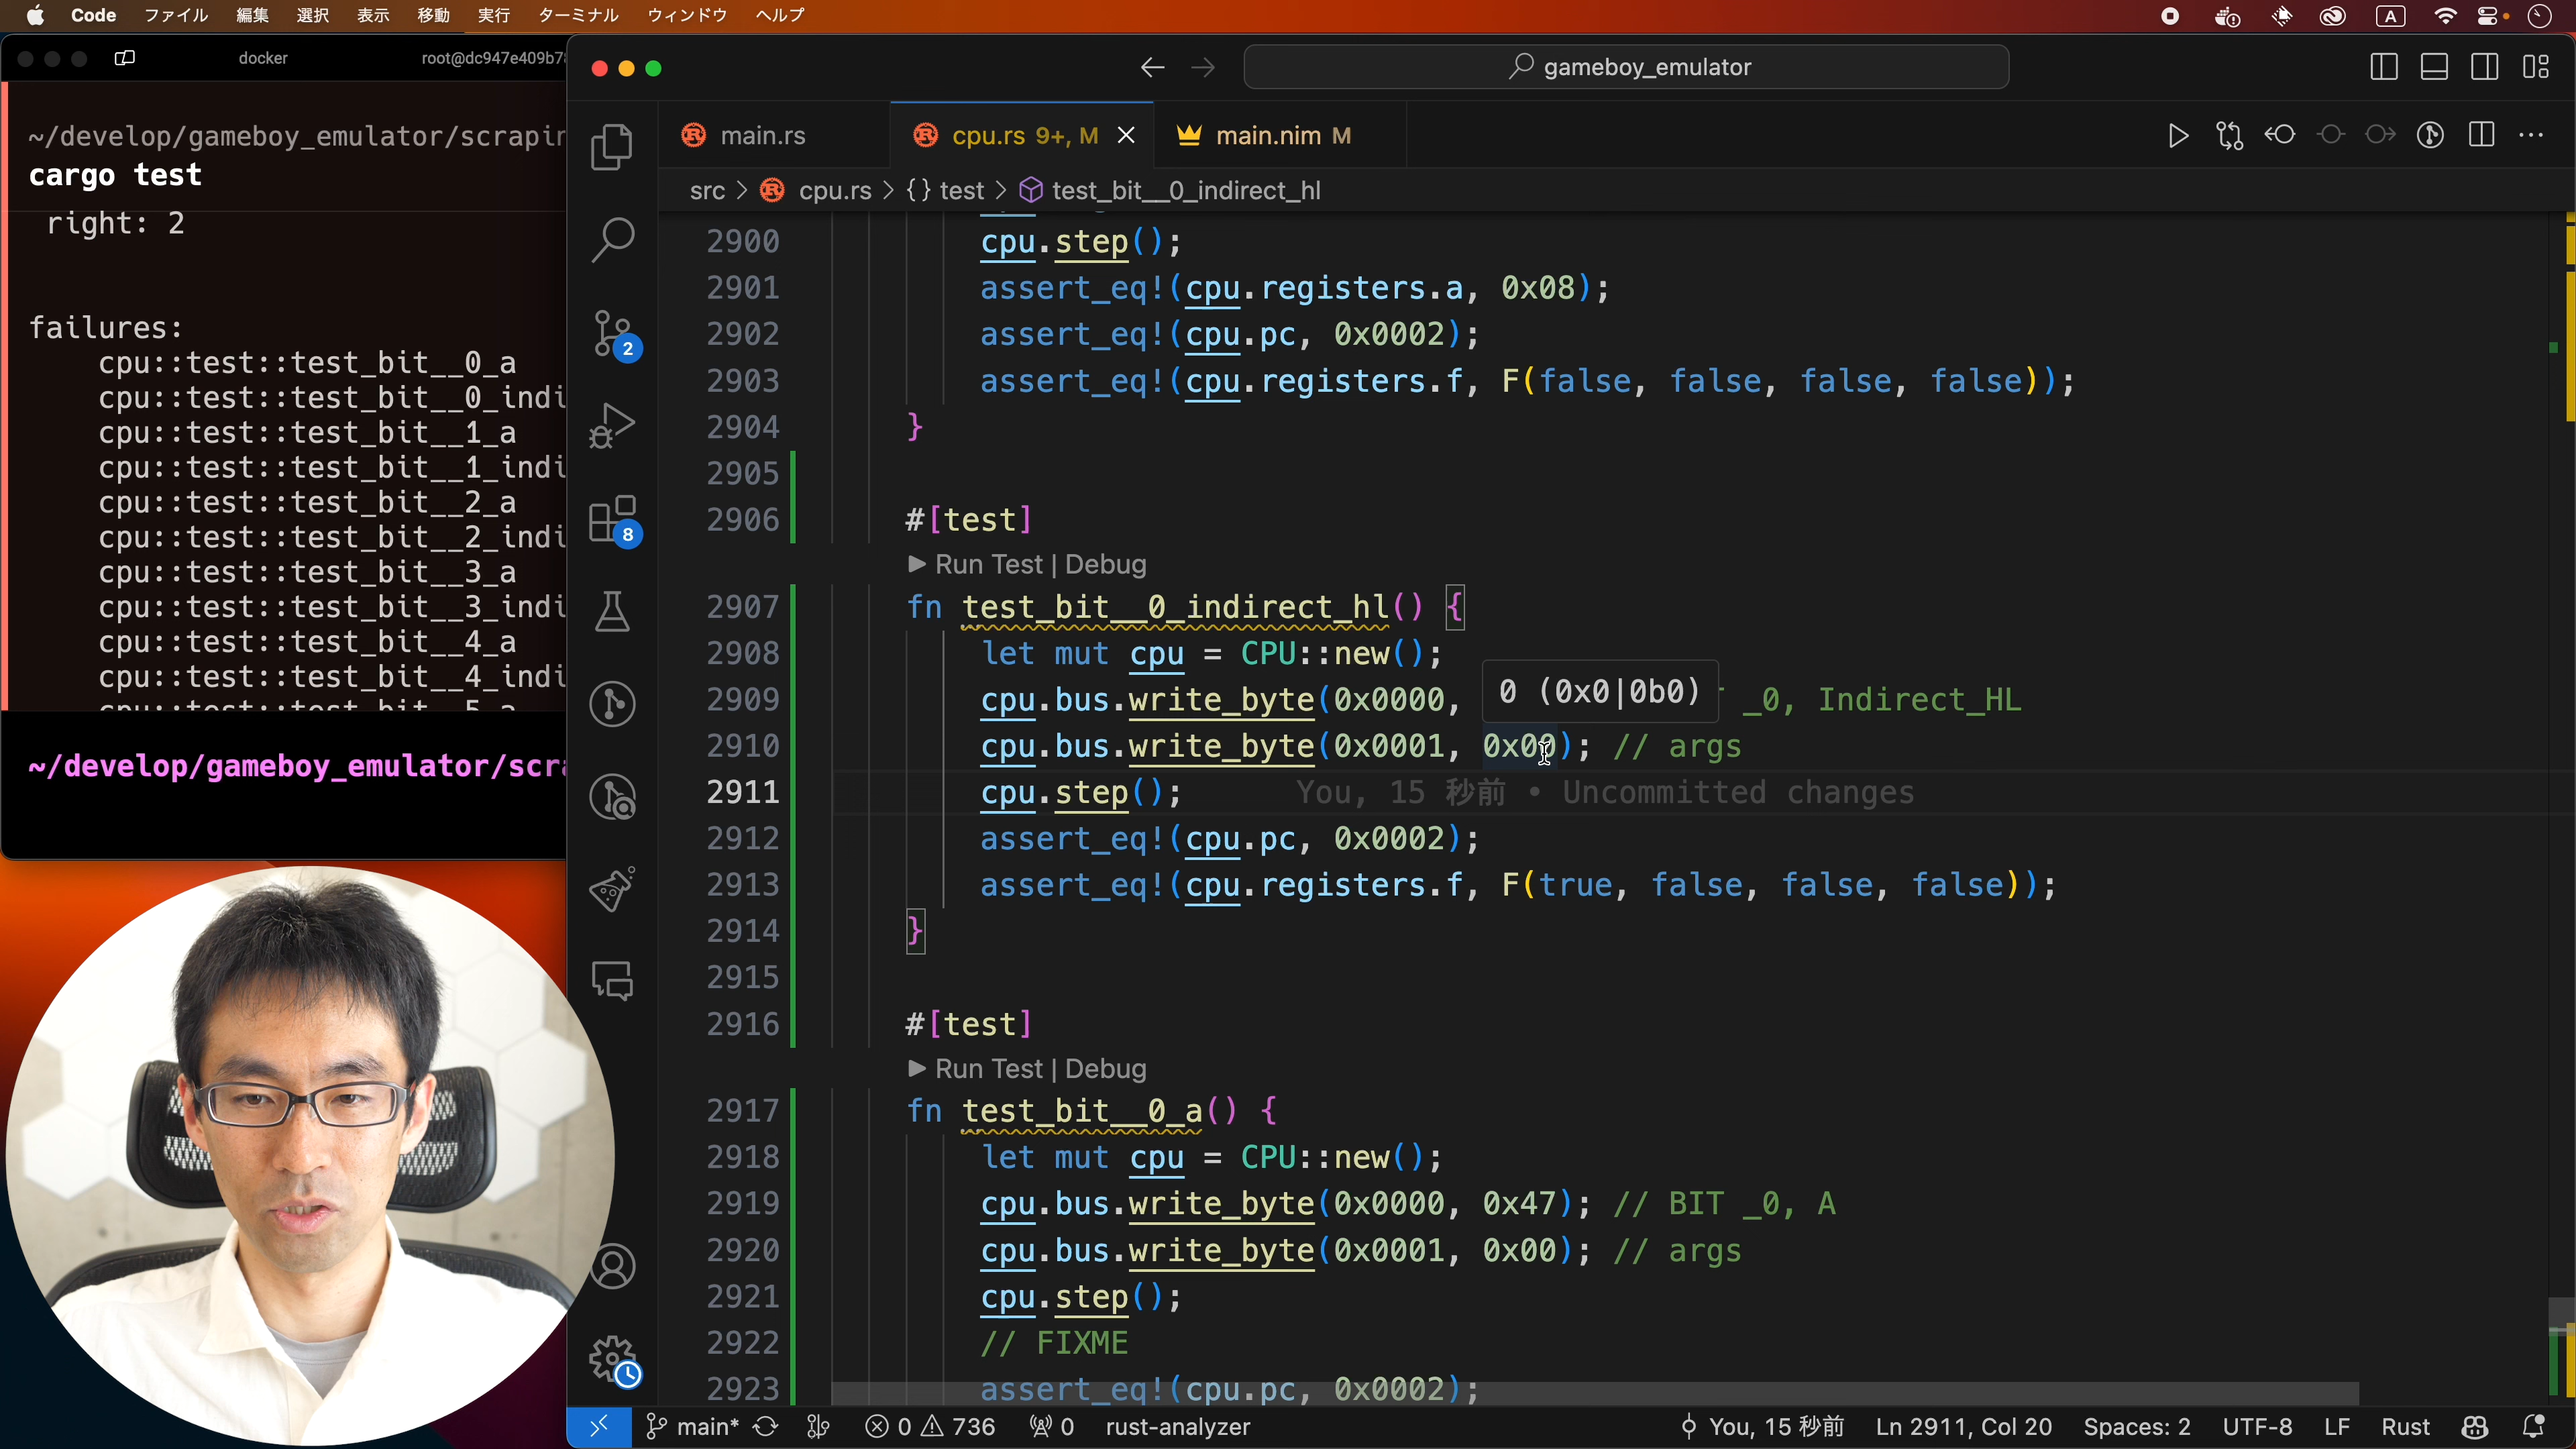 Code ファイル 編集 選択 表示 移動 実行 ターミナル ウィンドウ ヘルプ
A
docker root@dc947e409b7
~/develop/gameboy_emulator/scrapin
cargo test
right: 2
failures:
cpu::test::test_bit__0_a
cpu::test::test_bit__0_indi
cpu::test::test_bit__1_a
cpu::test::test_bit__1_indi
cpu::test::test_bit__2_a
cpu::test::test_bit__2_indi
cpu::test::test_bit__3_a
cpu::test::test_bit__3_indi
cpu::test::test_bit__4_a
cpu::test::test_bit__4_indi
cpu::test::test_bit__5_a
~/develop/gameboy_emulator/scra
gameboy_emulator
main.rs cpu.rs 9+, M main.nim M
src > cpu.rs > {} test > test_bit__0_indirect_hl
2
8
2900 cpu.step();
2901 assert_eq!(cpu.registers.a, 0x08);
2902 assert_eq!(cpu.pc, 0x0002);
2903 assert_eq!(cpu.registers.f, F(false, false, false, false));
2904 }
2905
2906 #[test]
Run Test | Debug
2907 fn test_bit__0_indirect_hl() {
2908 let mut cpu = CPU::new();
0 (0x0|0b0)
2909 cpu.bus.write_byte(0x0000, _0, Indirect_HL
2910 cpu.bus.write_byte(0x0001, 0x00); // args
2911 cpu.step(); You, 15 秒前 • Uncommitted changes
2912 assert_eq!(cpu.pc, 0x0002);
2913 assert_eq!(cpu.registers.f, F(true, false, false, false));
2914 }
2915
2916 #[test]
Run Test | Debug
2917 fn test_bit__0_a() {
2918 let mut cpu = CPU::new();
2919 cpu.bus.write_byte(0x0000, 0x47); // BIT _0, A
2920 cpu.bus.write_byte(0x0001, 0x00); // args
2921 cpu.step();
2922 // FIXME
2923 assert_eq!(cpu.pc, 0x0002);
main* 0 736 0 rust-analyzer You, 15 秒前 Ln 2911, Col 20 Spaces: 2 UTF-8 LF Rust